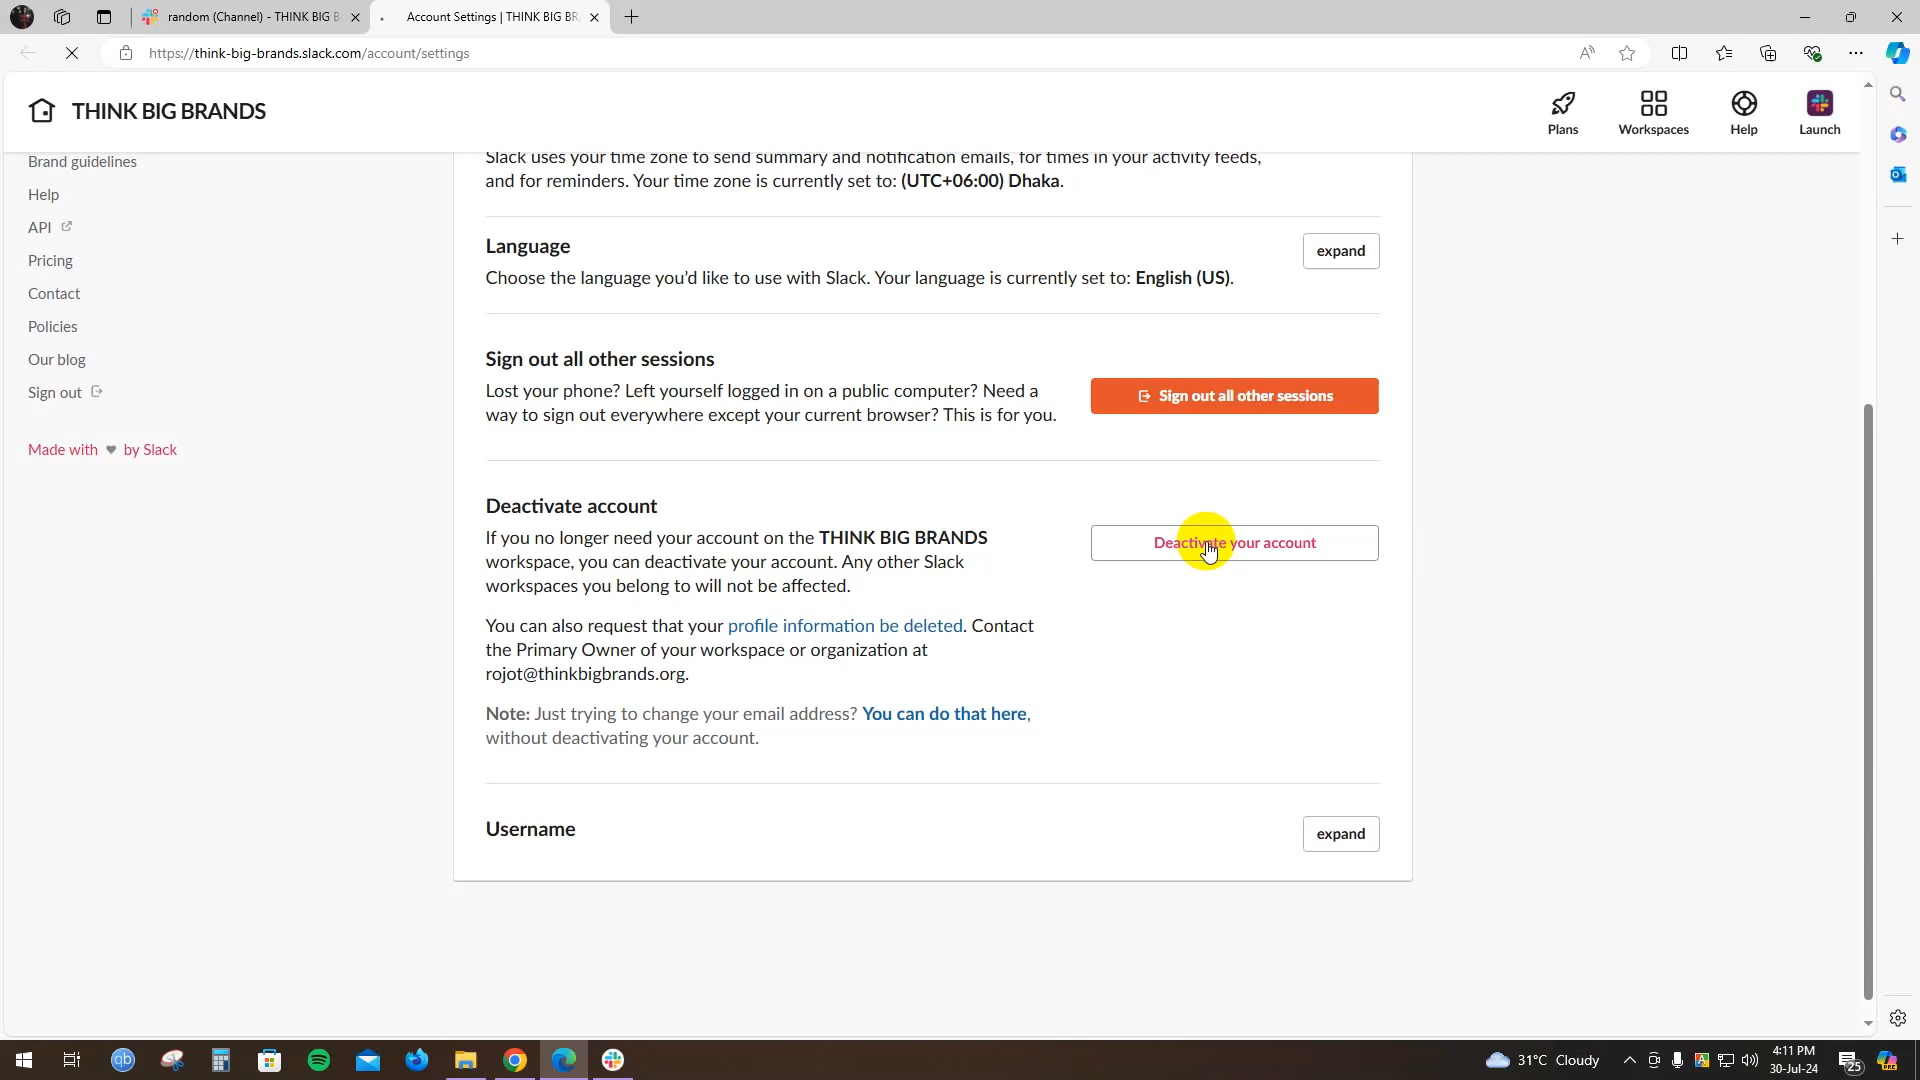 random (Channel) - THINK BIG B
Account Settings | THINK BIG BR
https://think-big-brands.slack.com/account/settings
THINK BIG BRANDS
Plans
Workspaces
Help
Launch
Brand guidelines
Help
API
Pricing
Contact
Policies
Our blog
Sign out
Made with ♥ by Slack
Slack uses your time zone to send summary and notification emails, for times in your activity feeds,
and for reminders. Your time zone is currently set to: (UTC+06:00) Dhaka.
Language
expand
Choose the language you’d like to use with Slack. Your language is currently set to: English (US).
Sign out all other sessions
Lost your phone? Left yourself logged in on a public computer? Need a
way to sign out everywhere except your current browser? This is for you.
Sign out all other sessions
Deactivate account
If you no longer need your account on the THINK BIG BRANDS
workspace, you can deactivate your account. Any other Slack
workspaces you belong to will not be affected.
Deactivate your account
You can also request that your profile information be deleted. Contact
the Primary Owner of your workspace or organization at
rojot@thinkbigbrands.org.
Note: Just trying to change your email address? You can do that here,
without deactivating your account.
Username
expand
qb
31°C Cloudy
4:11 PM
30-Jul-24
25
PRE